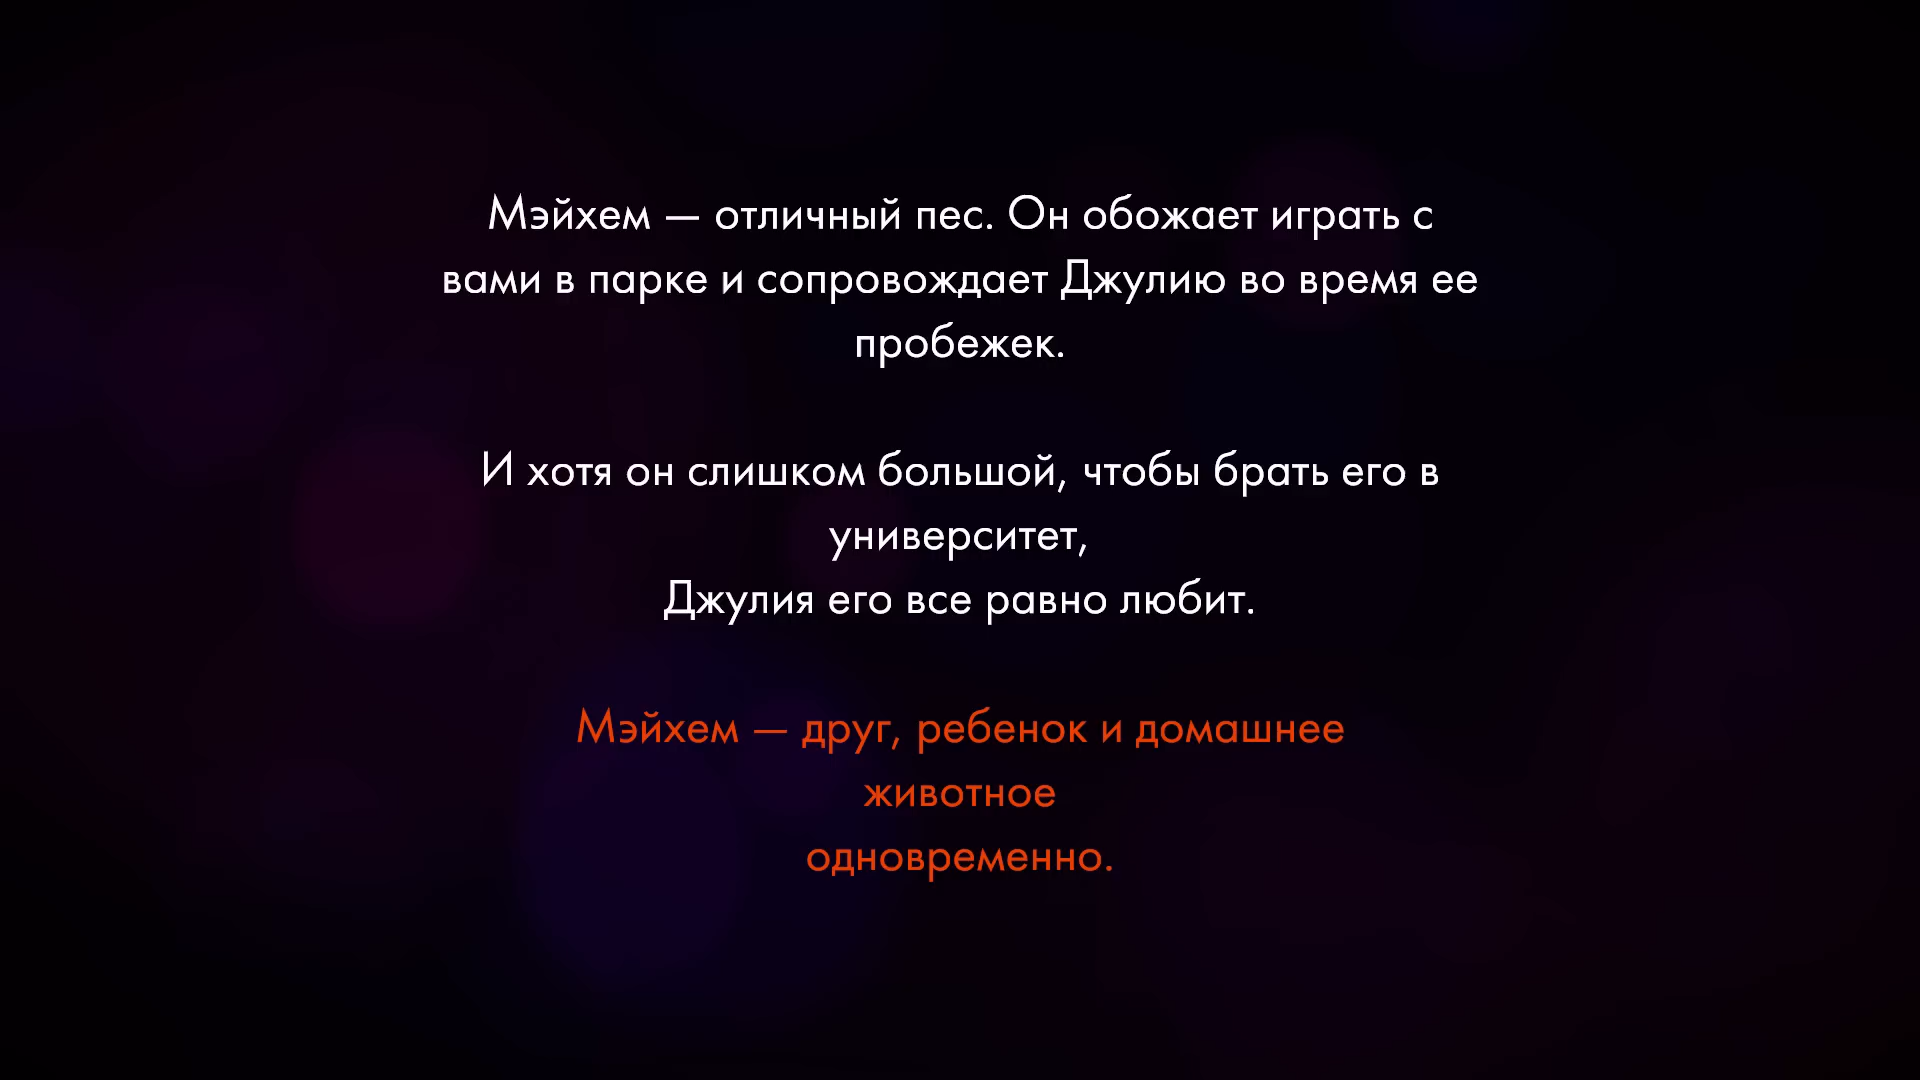 Мэйхем — отличный пес. Он обожает играть с
вами в парке и сопровождает Джулию во время ее
пробежек.
И хотя он слишком большой, чтобы брать его в
университет,
Джулия его все равно любит.
Мэйхем — друг, ребенок и домашнее
животное
одновременно.